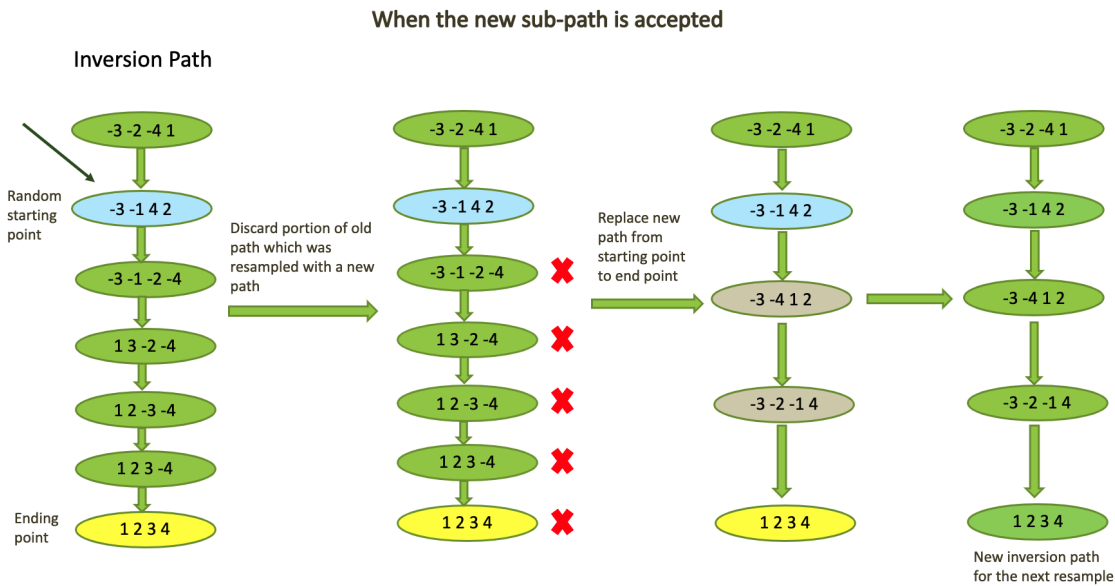 When the new sub-path is accepted
Inversion Path
Random
starting
point
-3 -2 -4 1
-3 -1 4 2
-3 -1 -2 -4
1 3 -2 -4
1 2 -3 -4
1 2 3 -4
1 2 3 4
Ending
point
Discard portion of old
path which was
resampled with a new
path
-3 -2 -4 1
-3 -1 4 2
-3 -1 -2 -4
1 3 -2 -4
1 2 -3 -4
1 2 3 -4
1 2 3 4
Replace new
path from
starting point
to end point
-3 -2 -4 1
-3 -1 4 2
-3 -4 1 2
-3 -2 -1 4
1 2 3 4
-3 -2 -4 1
-3 -1 4 2
-3 -4 1 2
-3 -2 -1 4
1 2 3 4
New inversion path
for the next resample